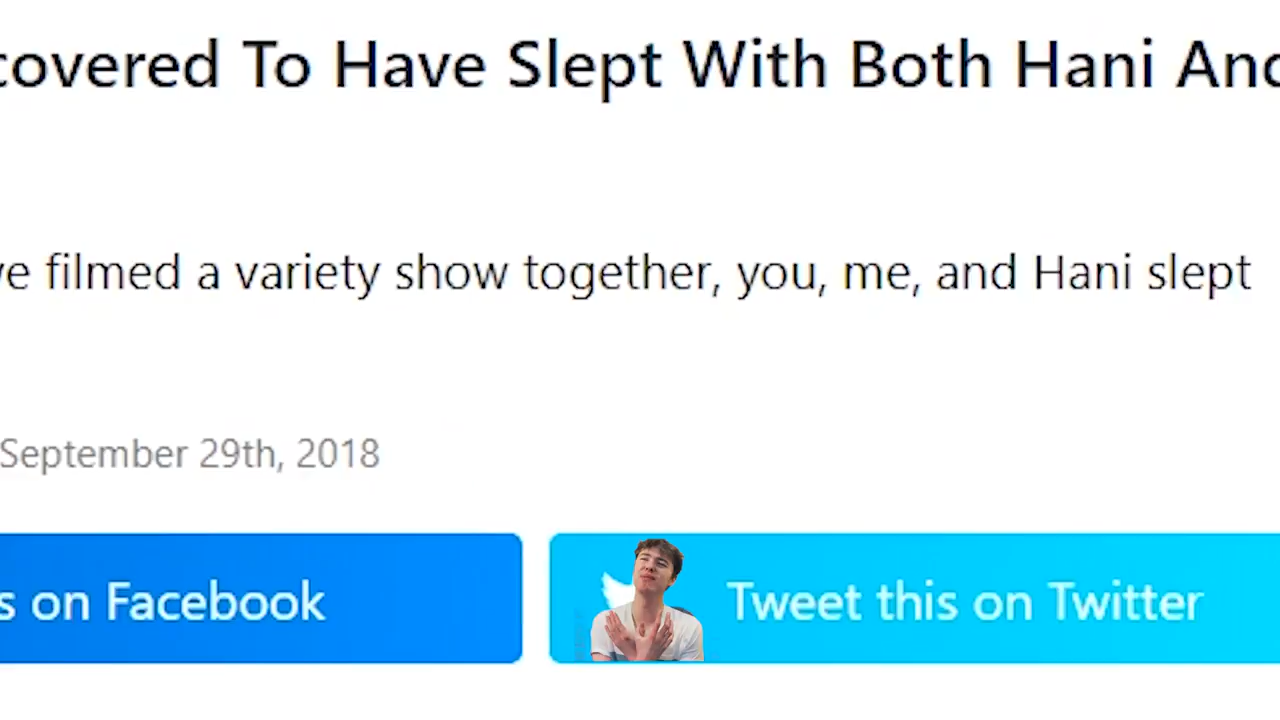 covered To Have Slept With Both Hani And
ve filmed a variety show together, you, me, and Hani slept
September 29th, 2018
s on Facebook
Tweet this on Twitter